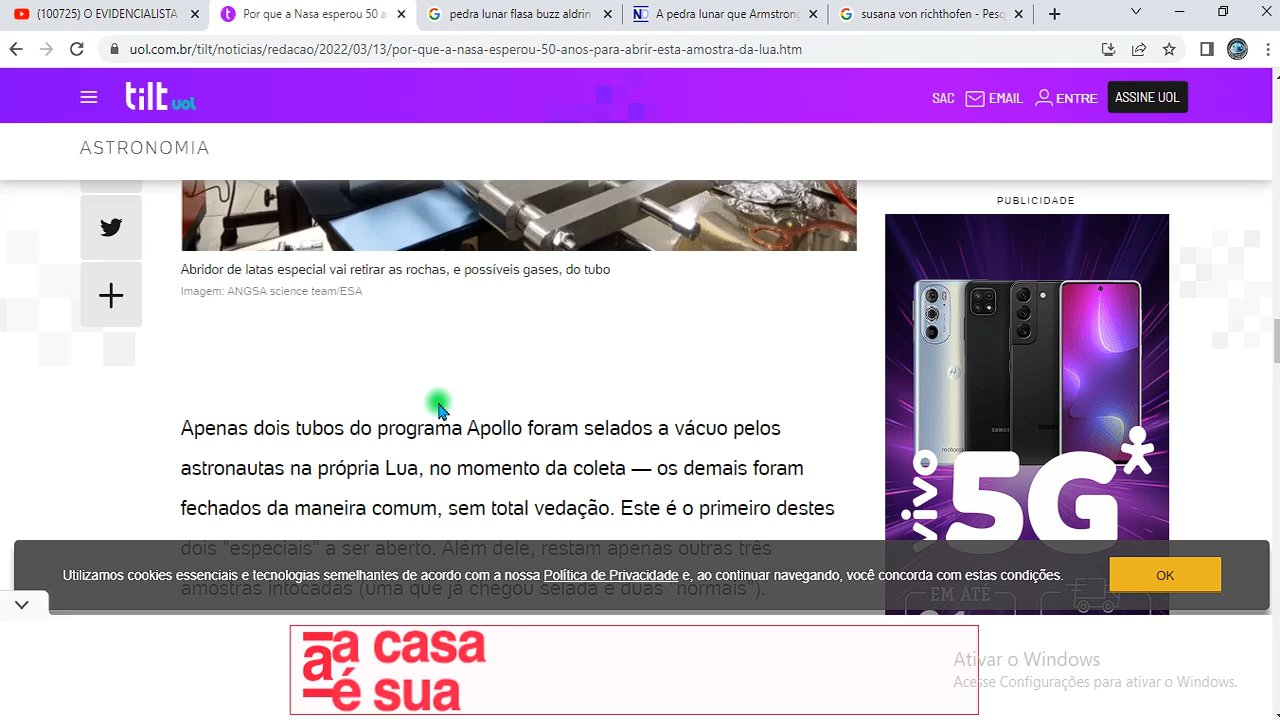 (100725) O EVIDENCIALISTA
Por que a Nasa esperou 50 a
pedra lunar flasa buzz aldrin
A pedra lunar que Armstrong
susana von richthofen - Pesq
uol.com.br/tilt/noticias/redacao/2022/03/13/por-que-a-nasa-esperou-50-anos-para-abrir-esta-amostra-da-lua.htm
tilt uol
SAC EMAIL ENTRE ASSINE UOL
ASTRONOMIA
PUBLICIDADE
Abridor de latas especial vai retirar as rochas, e possíveis gases, do tubo
Imagem: ANGSA science team/ESA
Apenas dois tubos do programa Apollo foram selados a vácuo pelos
astronautas na própria Lua, no momento da coleta — os demais foram
fechados da maneira comum, sem total vedação. Este é o primeiro destes
dois "especiais" a ser aberto. Além dele, restam apenas outras três
amostras intocadas (uma que já chegou selada e duas "normais").
vivo 5G*
EM ATÉ
Utilizamos cookies essenciais e tecnologias semelhantes de acordo com a nossa Política de Privacidade e, ao continuar navegando, você concorda com estas condições.
OK
a casa
é sua
Ativar o Windows
Acesse Configurações para ativar o Windows.